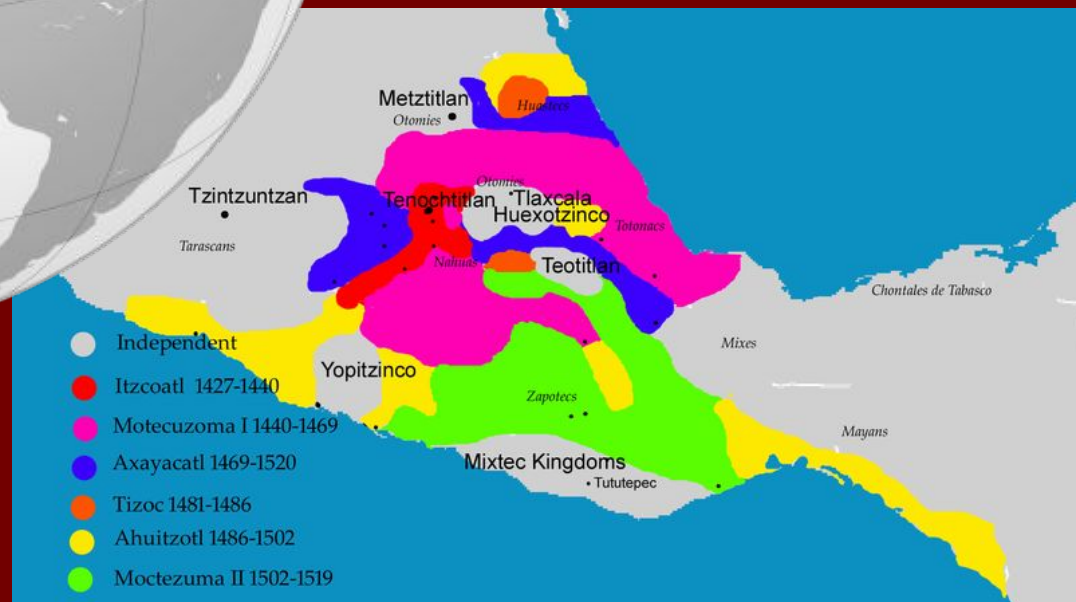 Metztitlan
Otomies
Huastecs
Tzintzuntzan
Tarascans
Otomies
Tenochtitlan
Tlaxcala
Huexotzinco
Totonacs
Nahuas
Teotitlan
Chontales de Tabasco
Mixes
Yopitzinco
Zapotecs
Mayans
Mixtec Kingdoms
Tututepec
Independent
Itzcoatl 1427-1440
Motecuzoma I 1440-1469
Axayacatl 1469-1520
Tizoc 1481-1486
Ahuitzotl 1486-1502
Moctezuma II 1502-1519